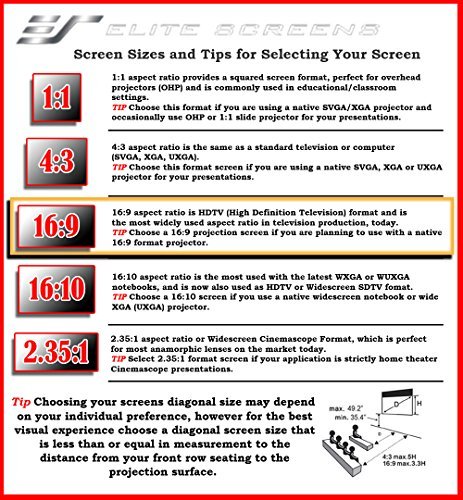 ELITE SCREENS
Screen Sizes and Tips for Selecting Your Screen
1:1
1:1 aspect ratio provides a squared screen format, perfect for overhead
projectors (OHP) and is commonly used in educational/classroom
settings.
TIP Choose this format if you are using a native SVGA/XGA projector and
occasionally use OHP or 1:1 slide projector for your presentations.
4:3
4:3 aspect ratio is the same as a standard television or computer
(SVGA, XGA, UXGA).
TIP Choose this format screen if you are using a native SVGA, XGA or UXGA
projector for your presentations.
16:9
16:9 aspect ratio is HDTV (High Definition Television) format and is
the most widely used aspect ratio in television production, today.
TIP Choose a 16:9 projection screen if you are planning to use with a native
16:9 format projector.
16:10
16:10 aspect ratio is the most used with the latest WXGA or WUXGA
notebooks, and is now also used as HDTV or Widescreen SDTV fomat.
TIP Choose a 16:10 screen if you use a native widescreen notebook or wide
XGA (UXGA) projector.
2.35:1
2.35:1 aspect ratio or Widescreen Cinemascope Format, which is perfect
for most anamorphic lenses on the market today.
TIP Select 2.35:1 format screen if your application is strictly home theater
Cinemascope presentations.
Tip Choosing your screens diagonal size may depend
on your individual preference, however for the best
visual experience choose a diagonal screen size that
is less than or equal in measurement to the
distance from your front row seating to the
projection surface.
D
H
max. 49.2"
min. 35.4"
4:3 max.5H
16:9 max.3.3H